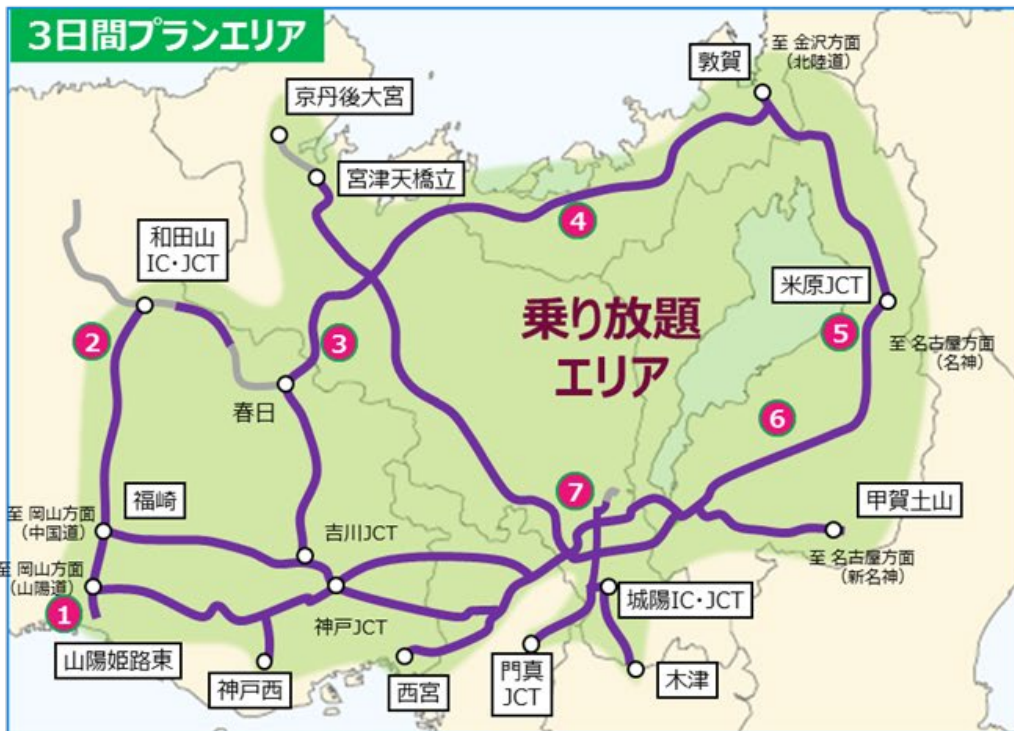 3日間プランエリア
至 金沢方面
(北陸道)
敦賀
京丹後大宮
宮津天橋立
4
和田山
IC・JCT
米原JCT
乗り放題
エリア
2
3
5
至 名古屋方面
(名神)
春日
6
7
甲賀土山
福崎
至 岡山方面
(中国道)
吉川JCT
至 名古屋方面
(新名神)
至 岡山方面
(山陽道)
1
城陽IC・JCT
神戸JCT
山陽姫路東
神戸西
西宮
門真
JCT
木津